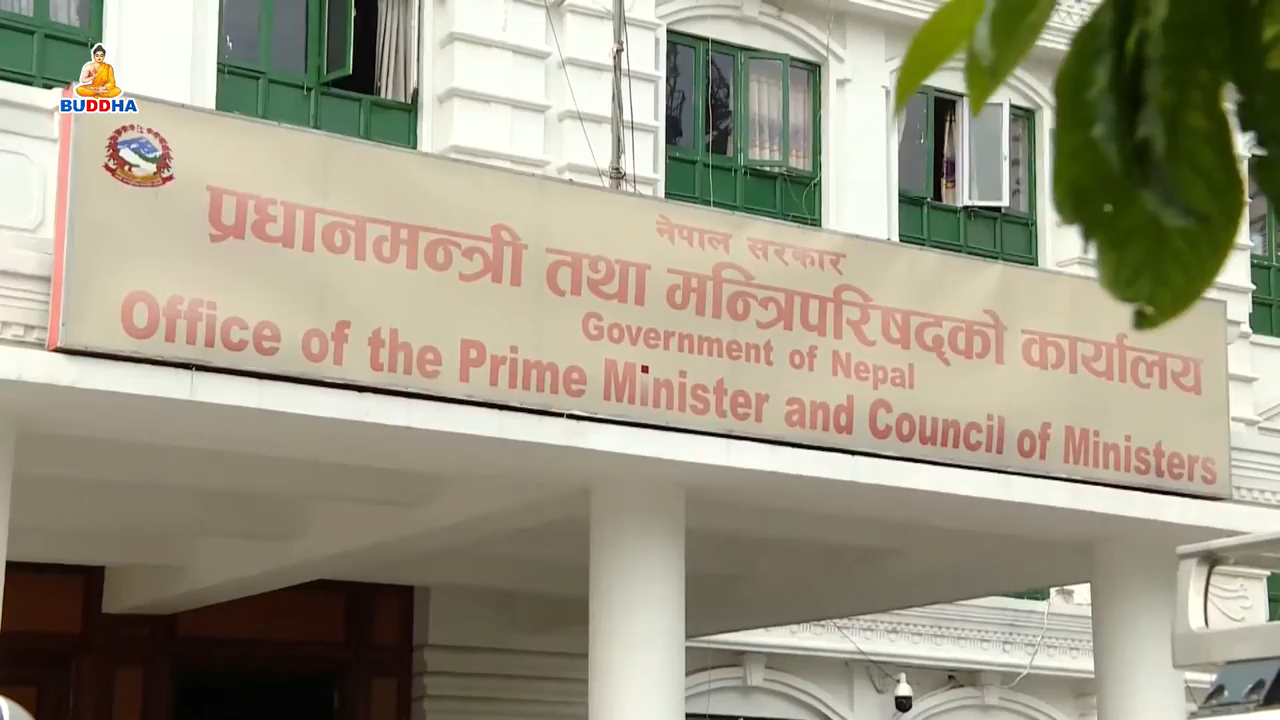 BUDDHA
नेपाल सरकार
प्रधानमन्त्री तथा मन्त्रिपरिषद्को कार्यालय
Government of Nepal
Office of the Prime Minister and Council of Ministers